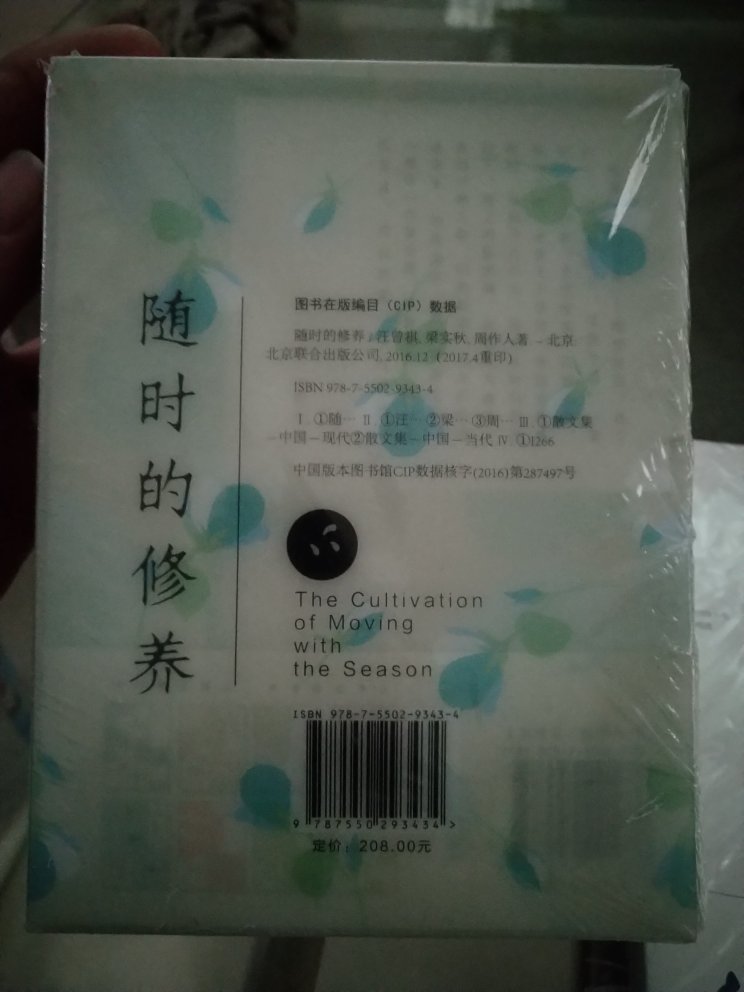 随时的修养
图书在版编目（CIP）数据
随时的修养 / 汪曾祺, 梁实秋, 周作人著. – 北京:
北京联合出版公司, 2016.12（2017.4重印）
ISBN 978-7-5502-9343-4
Ⅰ. ①随… Ⅱ. ①汪… ②梁… ③周… Ⅲ. ①散文集
–中国–现代②散文集–中国–当代 Ⅳ. ①I266
中国版本图书馆CIP数据核字(2016)第287497号
The Cultivation
of Moving
with
the Season
ISBN 978-7-5502-9343-4
9 787550 293434 >
定价：208.00元